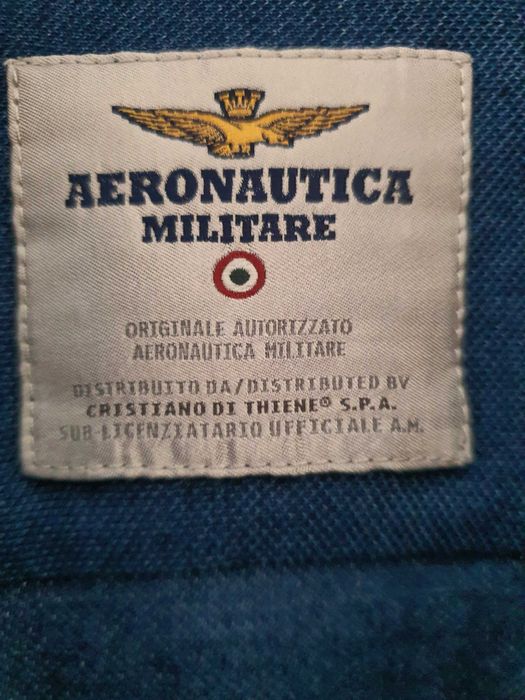 AERONAUTICA
MILITARE
ORIGINALE AUTORIZZATO
AERONAUTICA MILITARE
DISTRIBUITO DA/DISTRIBUTED BY
CRISTIANO DI THIENE® S.P.A.
SUB-LICENZIATARIO UFFICIALE A.M.